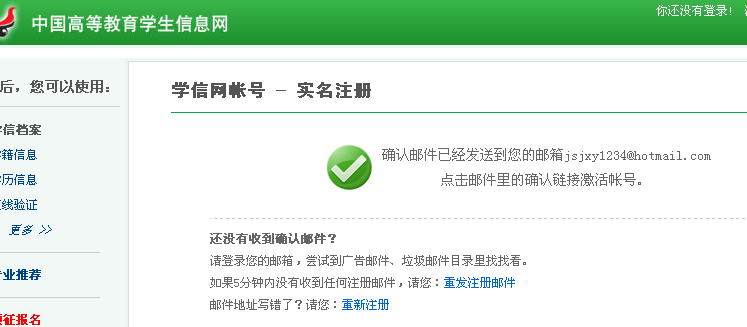 中国高等教育学生信息网
你还没有登录!
后，您可以使用：
信档案
籍信息
历信息
线验证
更多 >>
业推荐
征报名
学信网帐号 - 实名注册
确认邮件已经发送到您的邮箱jsjxy1234@hotmail.com
点击邮件里的确认链接激活帐号。
还没有收到确认邮件？
请登录您的邮箱，尝试到广告邮件、垃圾邮件目录里找找看。
如果5分钟内没有收到任何注册邮件，请您：重发注册邮件
邮件地址写错了？请您：重新注册